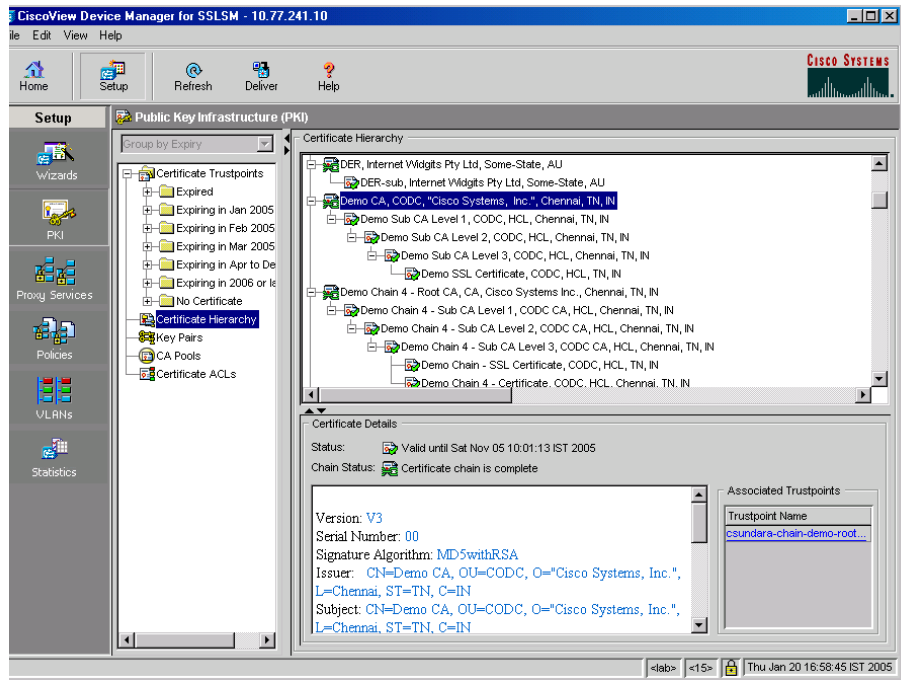 CiscoView Device Manager for SSLSM - 10.77.241.10
ile Edit View Help
Home
Setup
Refresh
Deliver
Help
CISCO SYSTEMS
Setup
Wizards
PKI
Proxy Services
Policies
VLANs
Statistics
Public Key Infrastructure (PKI)
Group by Expiry
Certificate Trustpoints
Expired
Expiring in Jan 2005
Expiring in Feb 2005
Expiring in Mar 2005
Expiring in Apr to De
Expiring in 2006 or la
No Certificate
Certificate Hierarchy
Key Pairs
CA Pools
Certificate ACLs
Certificate Hierarchy
DER, Internet Widgits Pty Ltd, Some-State, AU
DER-sub, Internet Widgits Pty Ltd, Some-State, AU
Demo CA, CODC, "Cisco Systems, Inc.", Chennai, TN, IN
Demo Sub CA Level 1, CODC, HCL, Chennai, TN, IN
Demo Sub CA Level 2, CODC, HCL, Chennai, TN, IN
Demo Sub CA Level 3, CODC, HCL, Chennai, TN, IN
Demo SSL Certificate, CODC, HCL, TN, IN
Demo Chain 4 - Root CA, CA, Cisco Systems Inc., Chennai, TN, IN
Demo Chain 4 - Sub CA Level 1, CODC CA, HCL, Chennai, TN, IN
Demo Chain 4 - Sub CA Level 2, CODC CA, HCL, Chennai, TN, IN
Demo Chain 4 - Sub CA Level 3, CODC CA, HCL, Chennai, TN, IN
Demo Chain - SSL Certificate, CODC, HCL, TN, IN
Demo Chain 4 - Certificate, CODC, HCL, Chennai, TN, IN
Certificate Details
Status: Valid until Sat Nov 05 10:01:13 IST 2005
Chain Status: Certificate chain is complete
Version: V3
Serial Number: 00
Signature Algorithm: MD5withRSA
Issuer: CN=Demo CA, OU=CODC, O="Cisco Systems, Inc.",
L=Chennai, ST=TN, C=IN
Subject: CN=Demo CA, OU=CODC, O="Cisco Systems, Inc.",
L=Chennai, ST=TN, C=IN
Associated Trustpoints
Trustpoint Name
csundara-chain-demo-root...
<lab> <15> Thu Jan 20 16:58:45 IST 2005